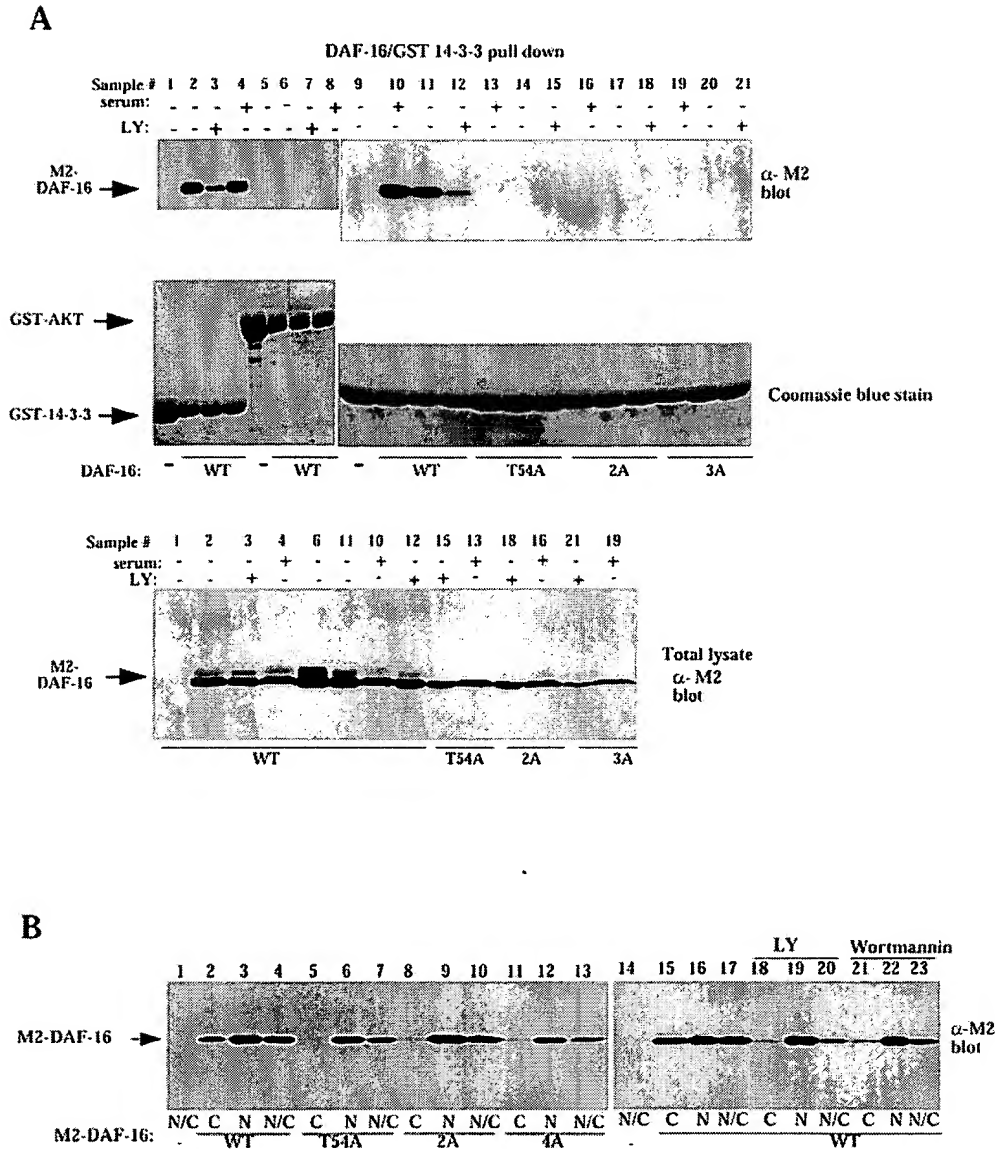 A
DAF-16/GST 14-3-3 pull down
Sample # 1 2 3 4 5 6 7 8 9 10 11 12 13 14 15 16 17 18 19 20 21
serum: - - - + - - - + - + - - + - - + - - + - -
LY: - - + - - - + - - - - + - - + - - + - - +
M2-
DAF-16
α- M2
blot
GST-AKT
GST-14-3-3
Coomassie blue stain
DAF-16: - WT - WT - WT T54A 2A 3A
Sample # 1 2 3 4 6 11 10 12 15 13 18 16 21 19
serum: - - - + - - + - - + - + - +
LY: - - + - - - - + + - + - + -
M2-
DAF-16
Total lysate
α- M2
blot
WT T54A 2A 3A
B
LY Wortmannin
1 2 3 4 5 6 7 8 9 10 11 12 13 14 15 16 17 18 19 20 21 22 23
M2-DAF-16
α-M2
blot
N/C C N N/C C N N/C C N N/C C N N/C N/C C N N/C C N N/C C N N/C
M2-DAF-16: - WT T54A 2A 4A - WT